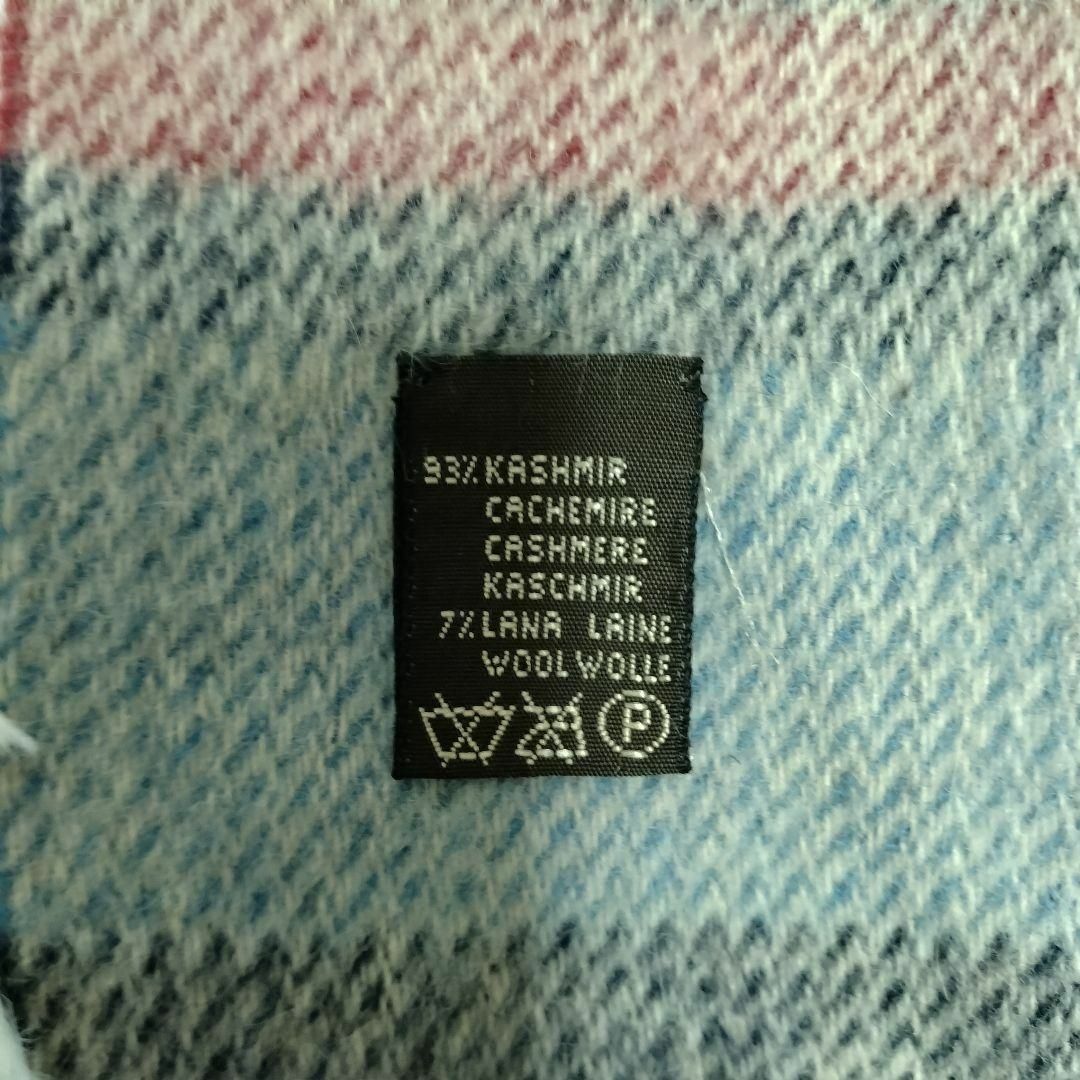 93% KASHMIR
CACHEMIRE
CASHMERE
KASCHMIR
7% LANA LAINE
WOOL WOLLE
P